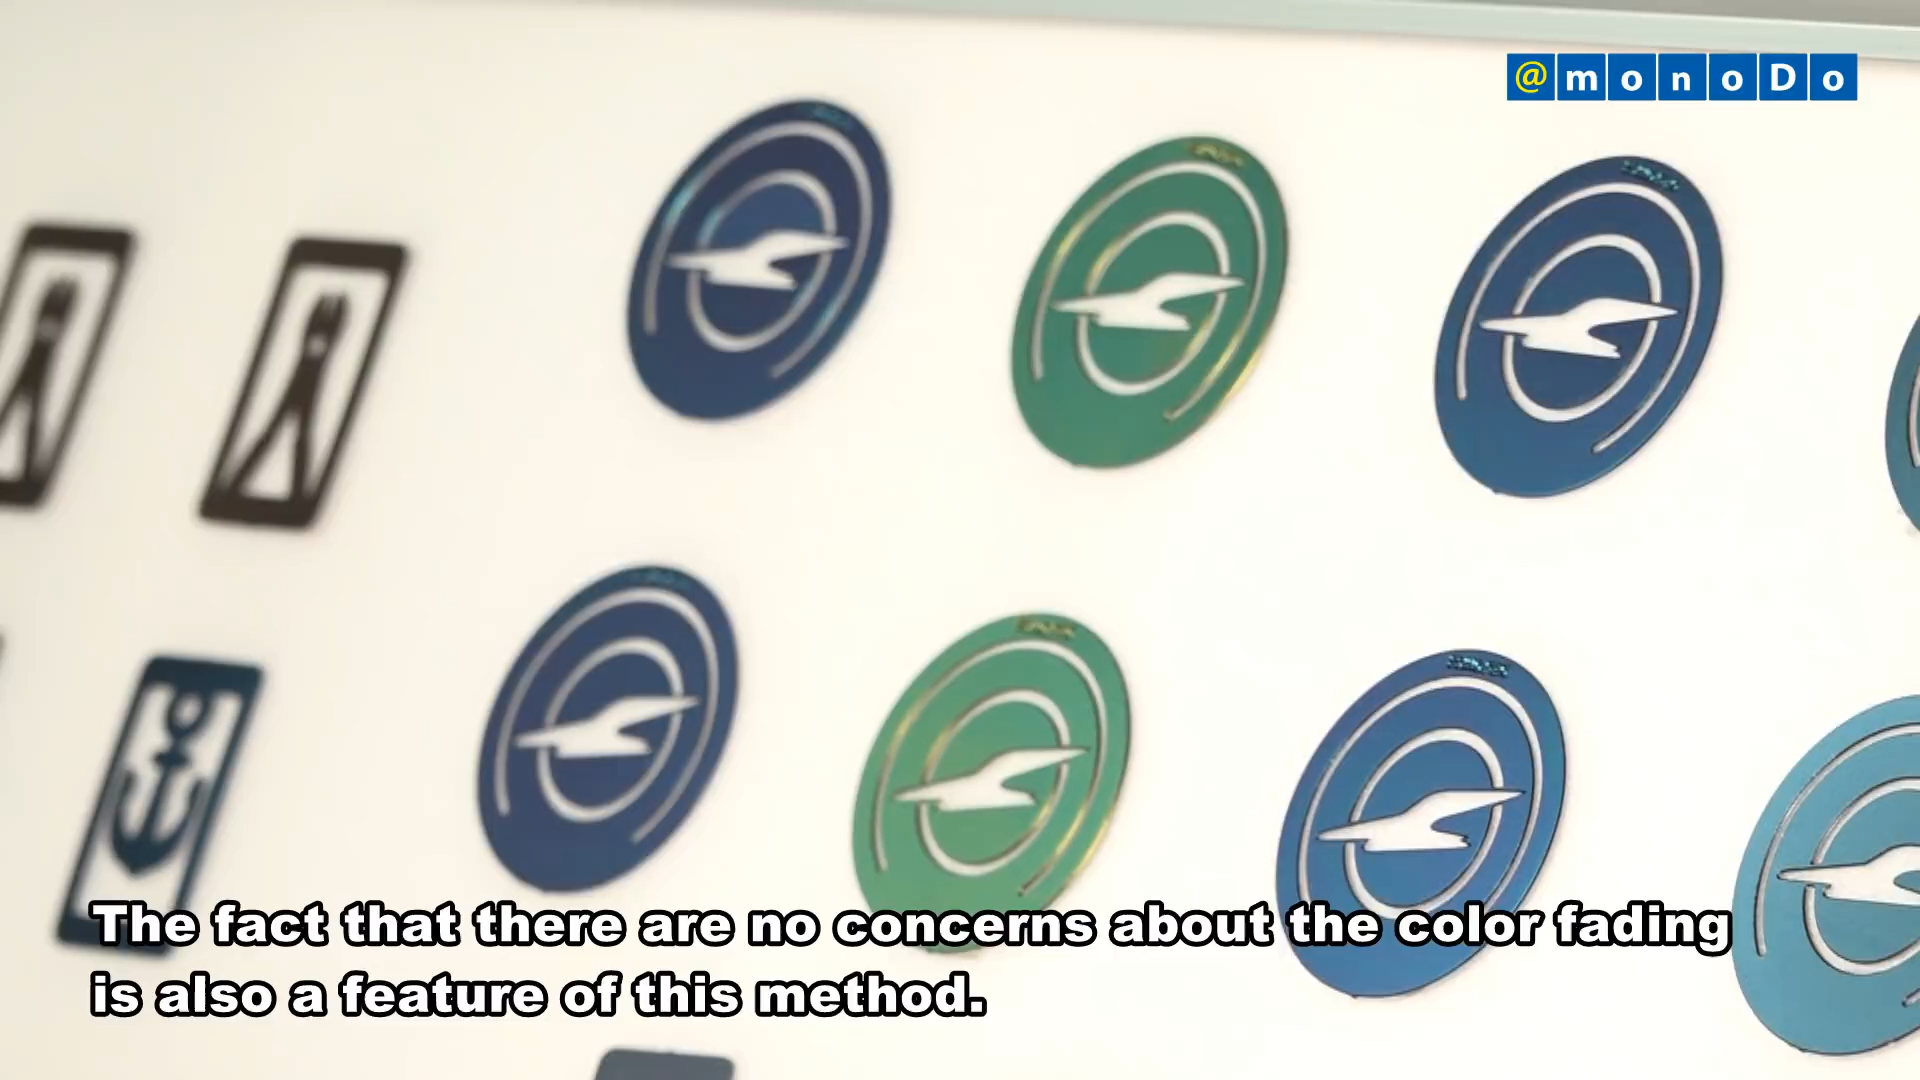 @monoDo
The fact that there are no concerns about the color fading
is also a feature of this method.